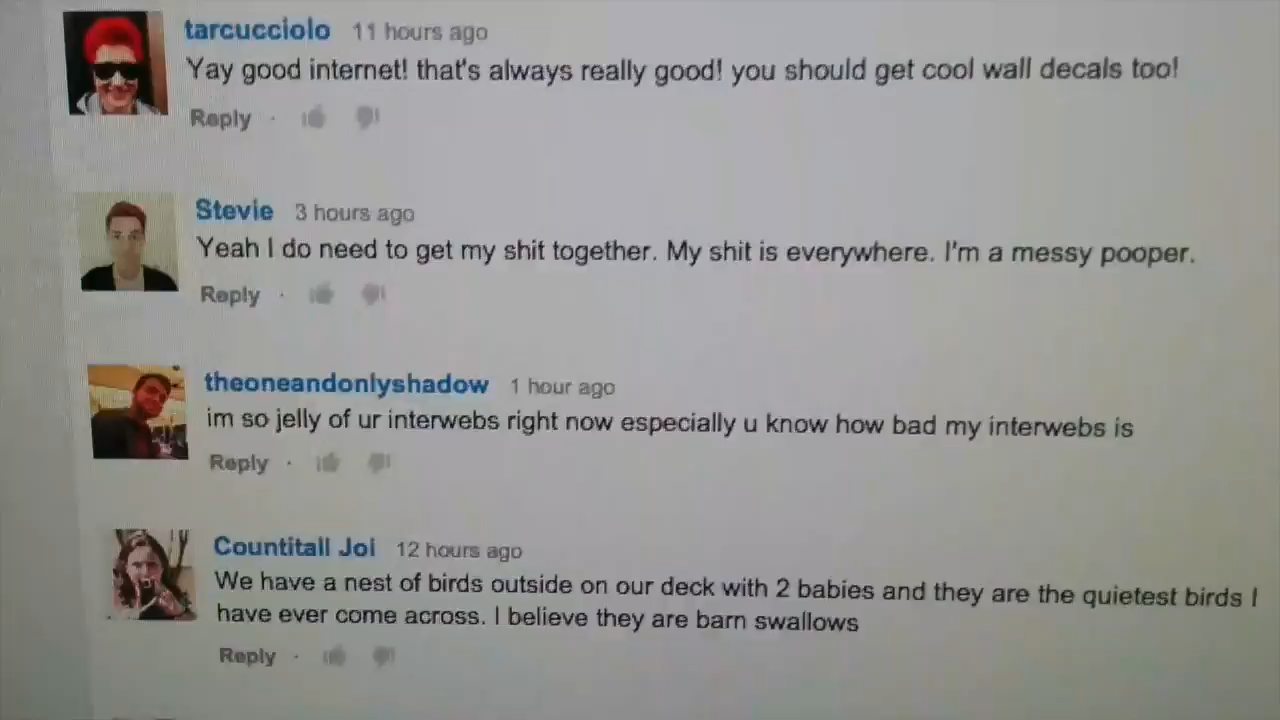 tarcucciolo 11 hours ago
Yay good internet! that's always really good! you should get cool wall decals too!
Reply ·
Stevie 3 hours ago
Yeah I do need to get my shit together. My shit is everywhere. I'm a messy pooper.
Reply ·
theoneandonlyshadow 1 hour ago
im so jelly of ur interwebs right now especially u know how bad my interwebs is
Reply ·
Countitall Joi 12 hours ago
We have a nest of birds outside on our deck with 2 babies and they are the quietest birds I
have ever come across. I believe they are barn swallows
Reply ·